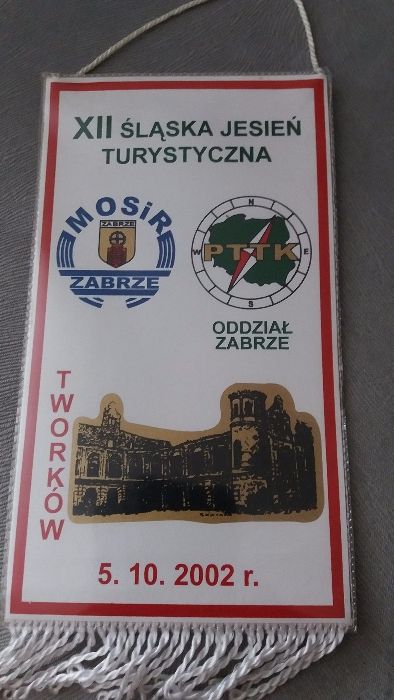 XII ŚLĄSKA JESIEŃ
TURYSTYCZNA
MOSiR
ZABRZE
ZABRZE
N
W PTTK E
S
ODDZIAŁ
ZABRZE
TWORKÓW
5. 10. 2002 r.